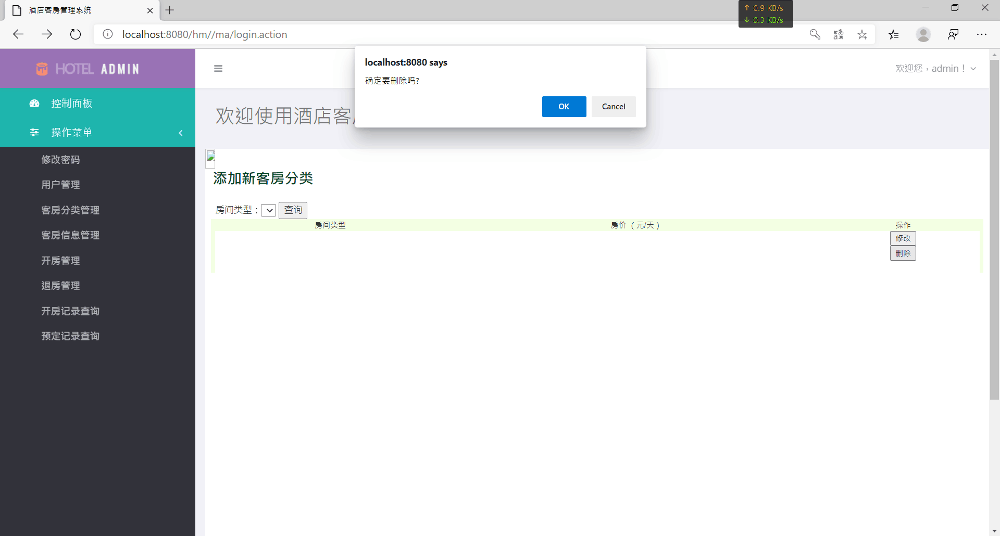 酒店客房管理系统
↑ 0.9 KB/s
↓ 0.3 KB/s
localhost:8080/hm//ma/login.action
HOTEL ADMIN
欢迎您，admin！
localhost:8080 says
确定要删除吗?
OK
Cancel
控制面板
操作菜单
修改密码
用户管理
客房分类管理
客房信息管理
开房管理
退房管理
开房记录查询
预定记录查询
欢迎使用酒店客
添加新客房分类
房间类型：
查询
房间类型 房价 （元/天） 操作
修改
删除